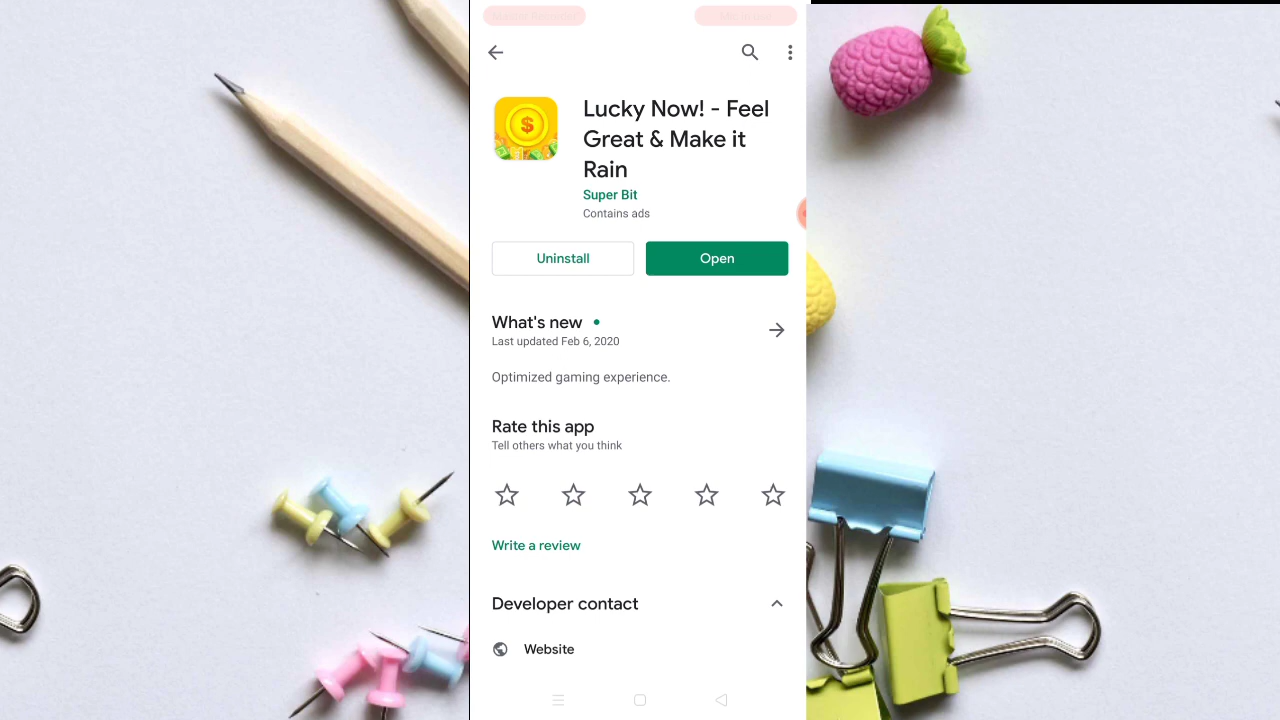 Lucky Now! - Feel
Great & Make it
Rain
Super Bit
Contains ads
$
Uninstall
Open
What's new
Last updated Feb 6, 2020
Optimized gaming experience.
Rate this app
Tell others what you think
Write a review
Developer contact
Website